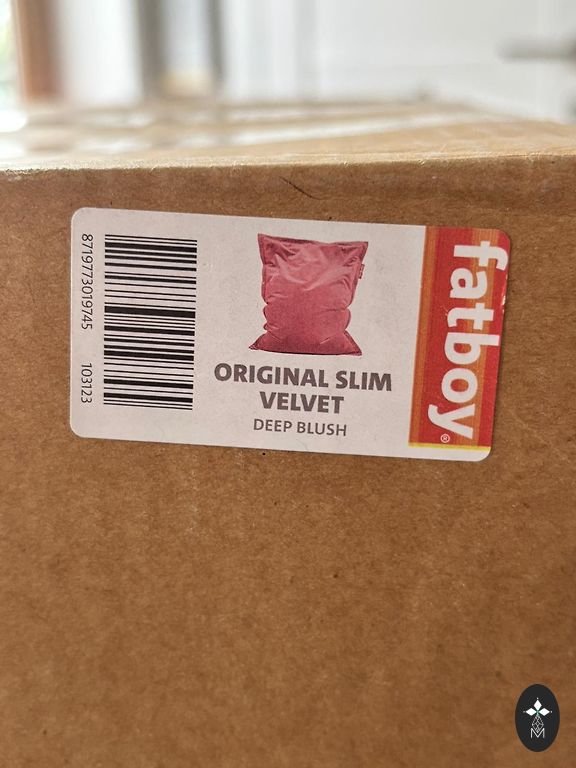 8719773019745 103123
ORIGINAL SLIM
VELVET
DEEP BLUSH
fatboy®
M